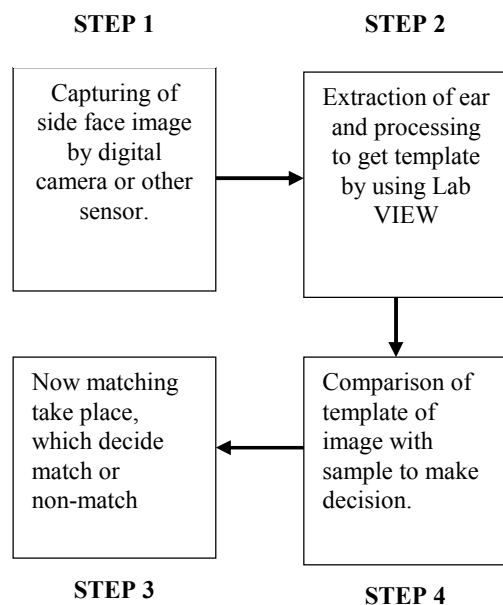 STEP 1
STEP 2
Capturing of
side face image
by digital
camera or other
sensor.
Extraction of ear
and processing
to get template
by using Lab
VIEW
Now matching
take place,
which decide
match or
non-match
Comparison of
template of
image with
sample to make
decision.
STEP 3
STEP 4